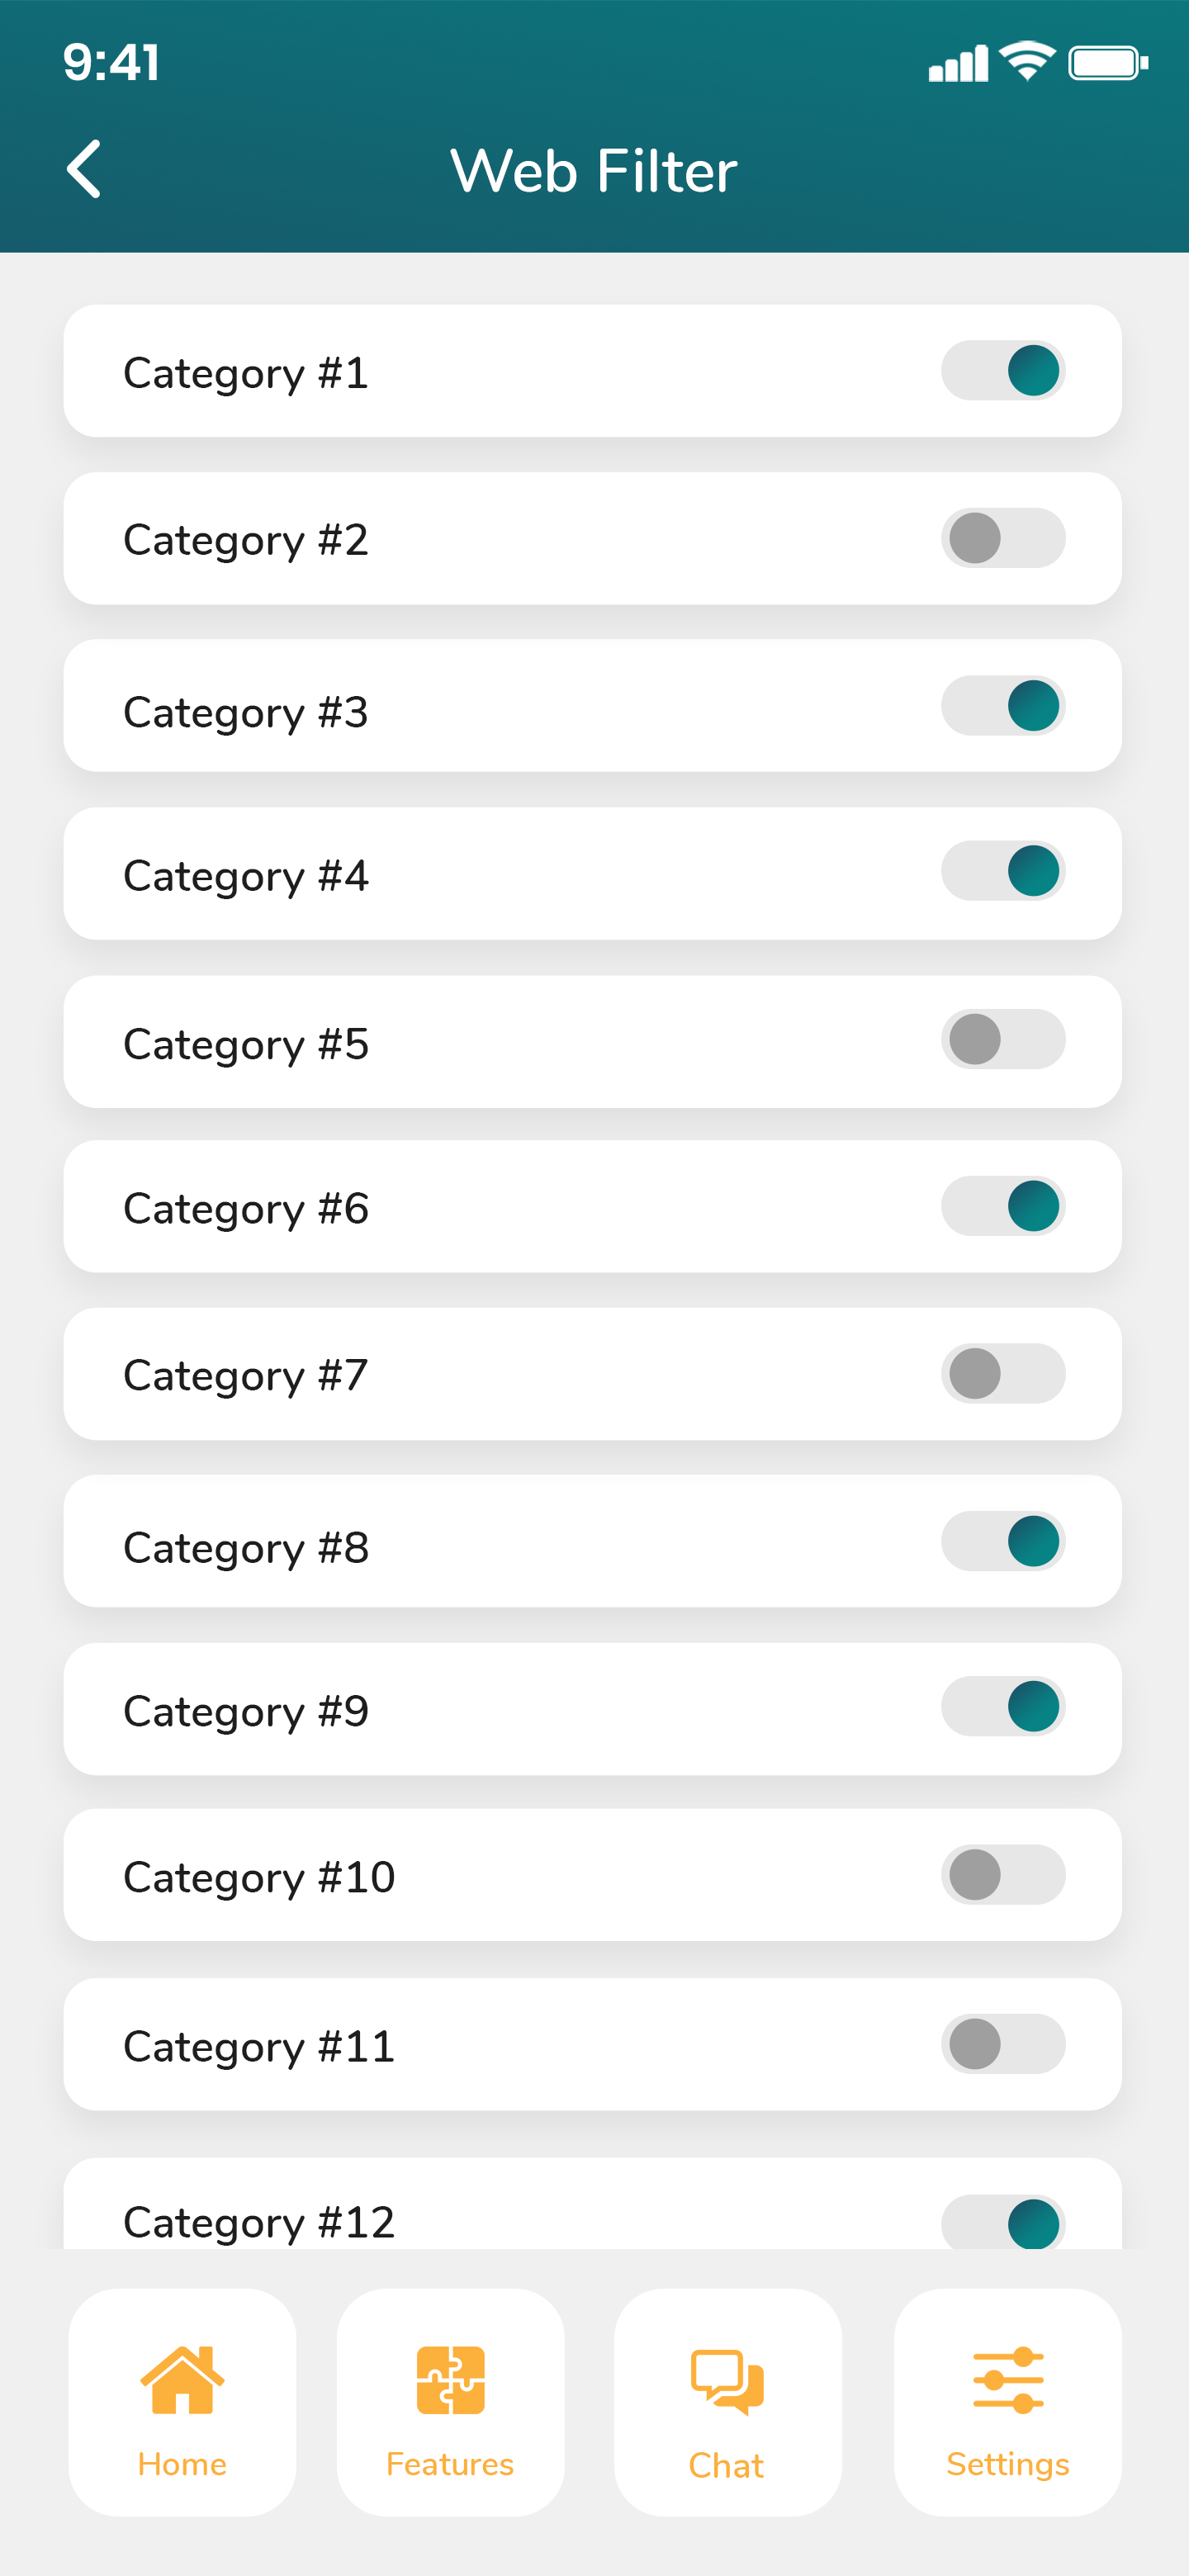 9:41
Web Filter
Category #1
Category #2
Category #3
Category #4
Category #5
Category #6
Category #7
Category #8
Category #9
Category #10
Category #11
Category #12
Home
Features
Chat
Settings